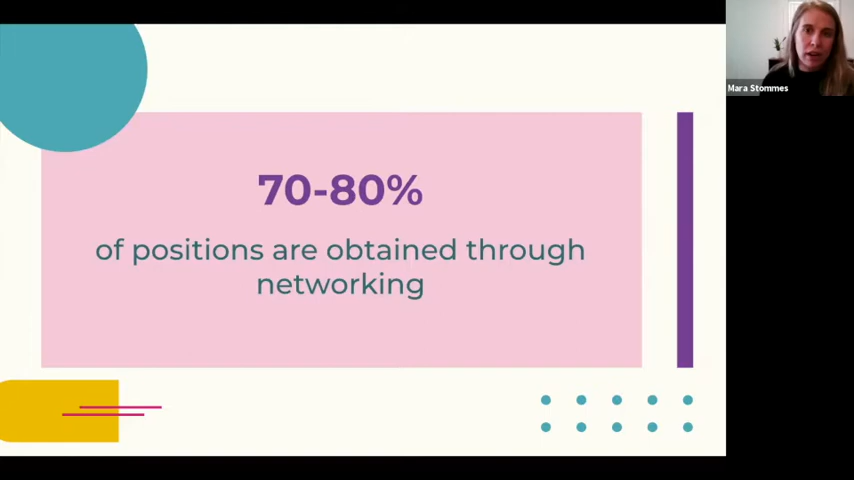 70-80%
of positions are obtained through
networking
Mara Stommes